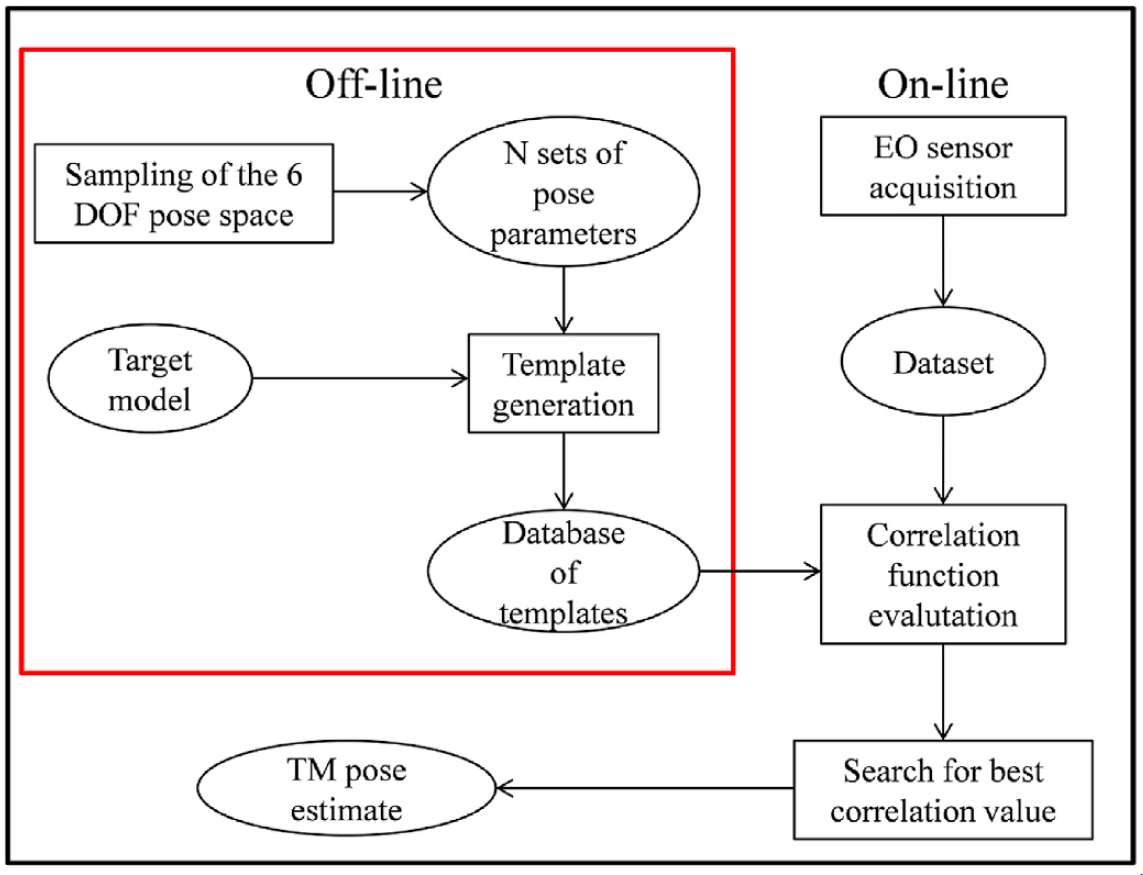 Off-line
On-line
Sampling of the 6
DOF pose space
N sets of
pose
parameters
EO sensor
acquisition
Target
model
Template
generation
Dataset
Database
of
templates
Correlation
function
evalutation
TM pose
estimate
Search for best
correlation value